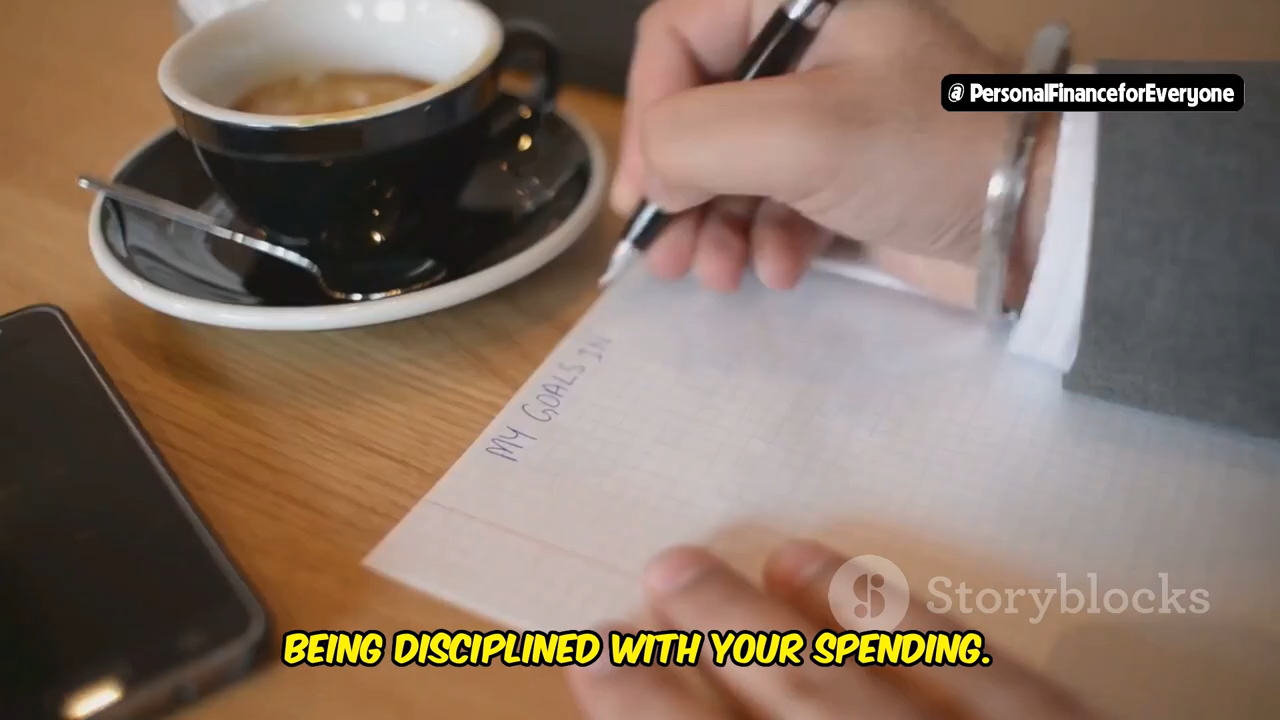 @ PersonalFinanceforEveryone
MY GOALS IN
Storyblocks
BEING DISCIPLINED WITH YOUR SPENDING.